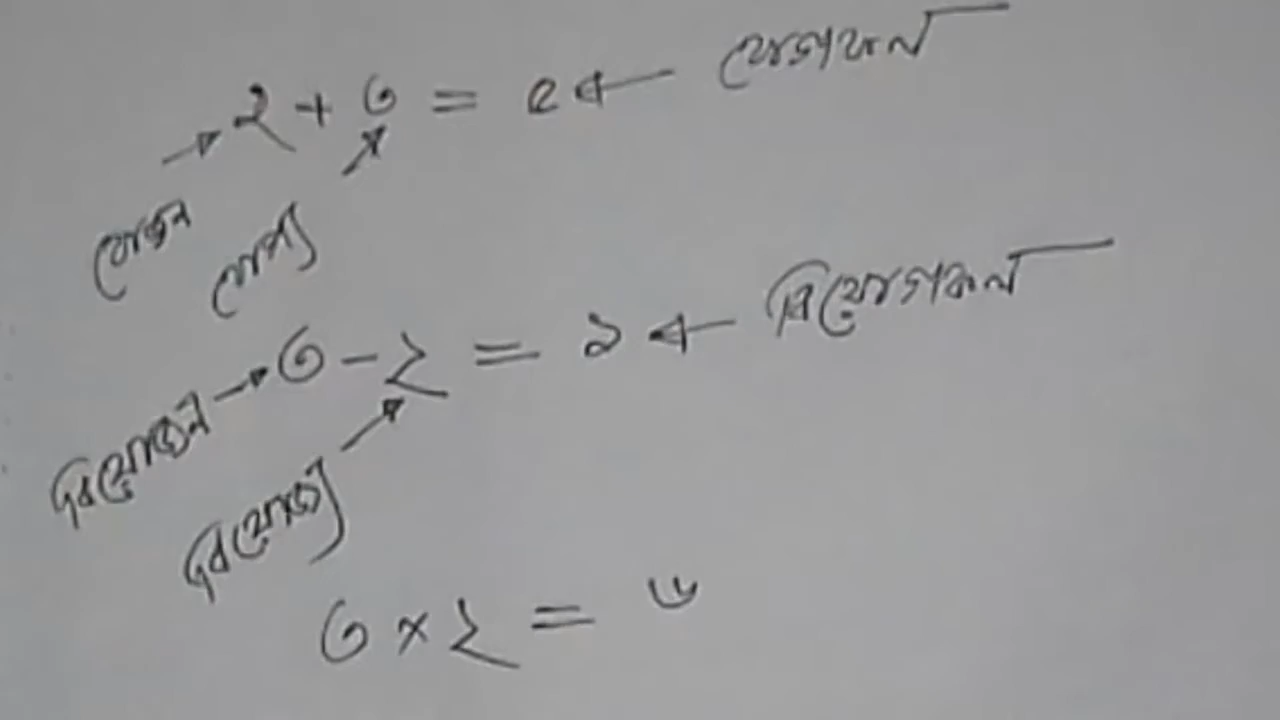 ২ + ৩ = ৫ ← যোগফল
যোজন
যোজ্য
৩ - ২ = ১ ← বিয়োগফল
বিয়োজন
বিয়োজ্য
৩ × ২ = ৬